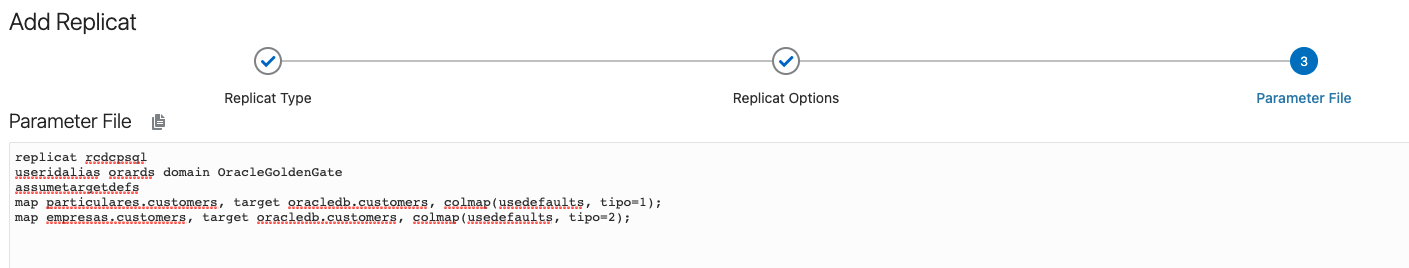 Add Replicat
3
Replicat Type
Replicat Options
Parameter File
Parameter File
replicat rcdcpsql
useridalias orards domain OracleGoldenGate
assumetargetdefs
map particulares.customers, target oracledb.customers, colmap(usedefaults, tipo=1);
map empresas.customers, target oracledb.customers, colmap(usedefaults, tipo=2);